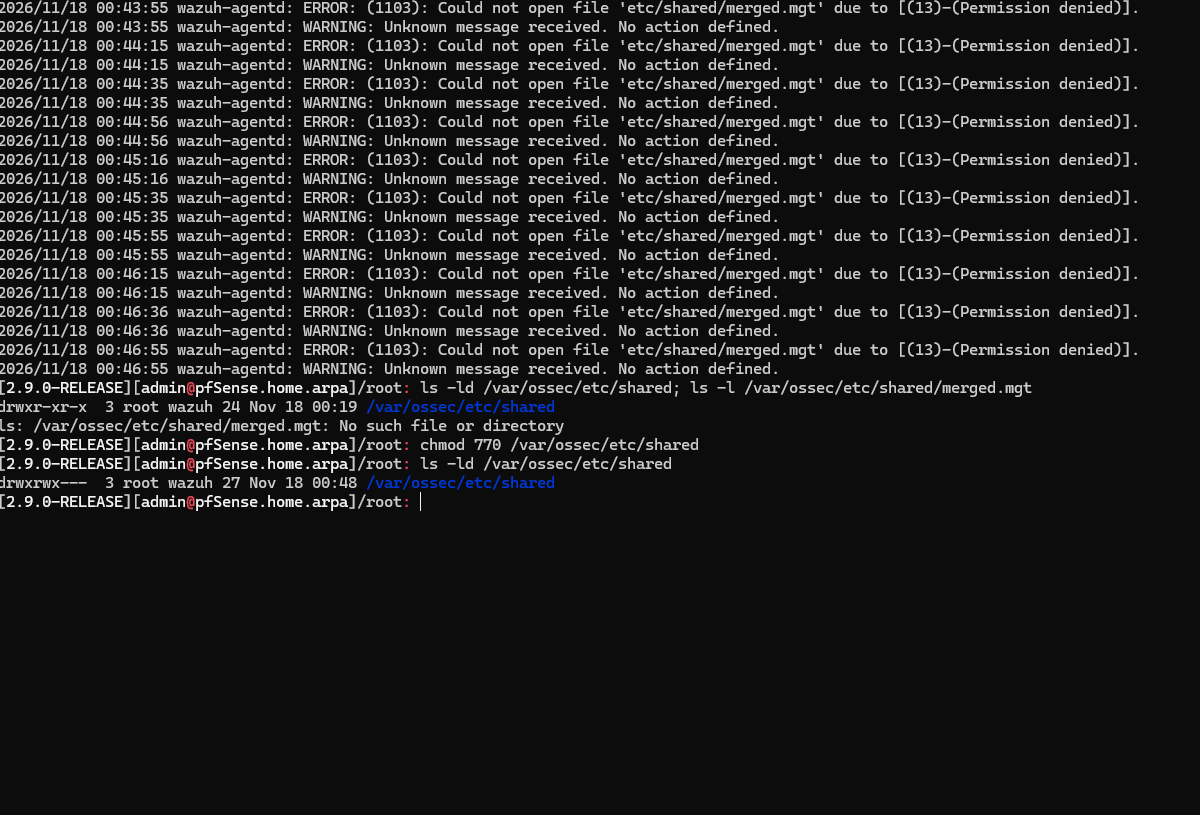 2026/11/18 00:43:55 wazuh-agentd: ERROR: (1103): Could not open file 'etc/shared/merged.mgt' due to [(13)-(Permission denied)].
2026/11/18 00:43:55 wazuh-agentd: WARNING: Unknown message received. No action defined.
2026/11/18 00:44:15 wazuh-agentd: ERROR: (1103): Could not open file 'etc/shared/merged.mgt' due to [(13)-(Permission denied)].
2026/11/18 00:44:15 wazuh-agentd: WARNING: Unknown message received. No action defined.
2026/11/18 00:44:35 wazuh-agentd: ERROR: (1103): Could not open file 'etc/shared/merged.mgt' due to [(13)-(Permission denied)].
2026/11/18 00:44:35 wazuh-agentd: WARNING: Unknown message received. No action defined.
2026/11/18 00:44:56 wazuh-agentd: ERROR: (1103): Could not open file 'etc/shared/merged.mgt' due to [(13)-(Permission denied)].
2026/11/18 00:44:56 wazuh-agentd: WARNING: Unknown message received. No action defined.
2026/11/18 00:45:16 wazuh-agentd: ERROR: (1103): Could not open file 'etc/shared/merged.mgt' due to [(13)-(Permission denied)].
2026/11/18 00:45:16 wazuh-agentd: WARNING: Unknown message received. No action defined.
2026/11/18 00:45:35 wazuh-agentd: ERROR: (1103): Could not open file 'etc/shared/merged.mgt' due to [(13)-(Permission denied)].
2026/11/18 00:45:35 wazuh-agentd: WARNING: Unknown message received. No action defined.
2026/11/18 00:45:55 wazuh-agentd: ERROR: (1103): Could not open file 'etc/shared/merged.mgt' due to [(13)-(Permission denied)].
2026/11/18 00:45:55 wazuh-agentd: WARNING: Unknown message received. No action defined.
2026/11/18 00:46:15 wazuh-agentd: ERROR: (1103): Could not open file 'etc/shared/merged.mgt' due to [(13)-(Permission denied)].
2026/11/18 00:46:15 wazuh-agentd: WARNING: Unknown message received. No action defined.
2026/11/18 00:46:36 wazuh-agentd: ERROR: (1103): Could not open file 'etc/shared/merged.mgt' due to [(13)-(Permission denied)].
2026/11/18 00:46:36 wazuh-agentd: WARNING: Unknown message received. No action defined.
2026/11/18 00:46:55 wazuh-agentd: ERROR: (1103): Could not open file 'etc/shared/merged.mgt' due to [(13)-(Permission denied)].
2026/11/18 00:46:55 wazuh-agentd: WARNING: Unknown message received. No action defined.
[2.9.0-RELEASE][admin@pfSense.home.arpa]/root: ls -ld /var/ossec/etc/shared; ls -l /var/ossec/etc/shared/merged.mgt
drwxr-xr-x  3 root wazuh 24 Nov 18 00:19 /var/ossec/etc/shared
ls: /var/ossec/etc/shared/merged.mgt: No such file or directory
[2.9.0-RELEASE][admin@pfSense.home.arpa]/root: chmod 770 /var/ossec/etc/shared
[2.9.0-RELEASE][admin@pfSense.home.arpa]/root: ls -ld /var/ossec/etc/shared
drwxrwx---  3 root wazuh 27 Nov 18 00:48 /var/ossec/etc/shared
[2.9.0-RELEASE][admin@pfSense.home.arpa]/root: